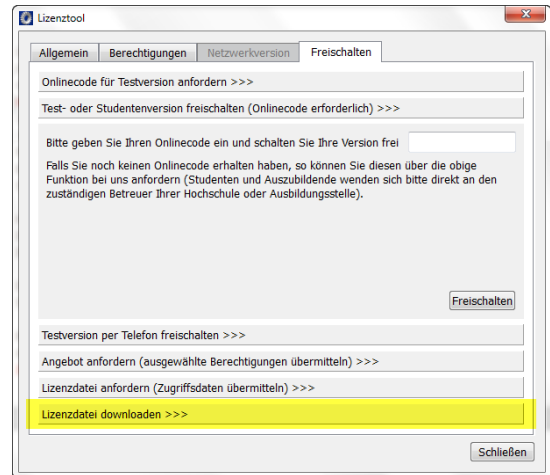 Lizenztool
Allgemein Berechtigungen Netzwerkversion Freischalten
Onlinecode für Testversion anfordern >>>
Test- oder Studentenversion freischalten (Onlinecode erforderlich) >>>
Bitte geben Sie Ihren Onlinecode ein und schalten Sie Ihre Version frei
Falls Sie noch keinen Onlinecode erhalten haben, so können Sie diesen über die obige
Funktion bei uns anfordern (Studenten und Auszubildende wenden sich bitte direkt an den
zuständigen Betreuer Ihrer Hochschule oder Ausbildungsstelle).
Freischalten
Testversion per Telefon freischalten >>>
Angebot anfordern (ausgewählte Berechtigungen übermitteln) >>>
Lizenzdatei anfordern (Zugriffsdaten übermitteln) >>>
Lizenzdatei downloaden >>>
Schließen